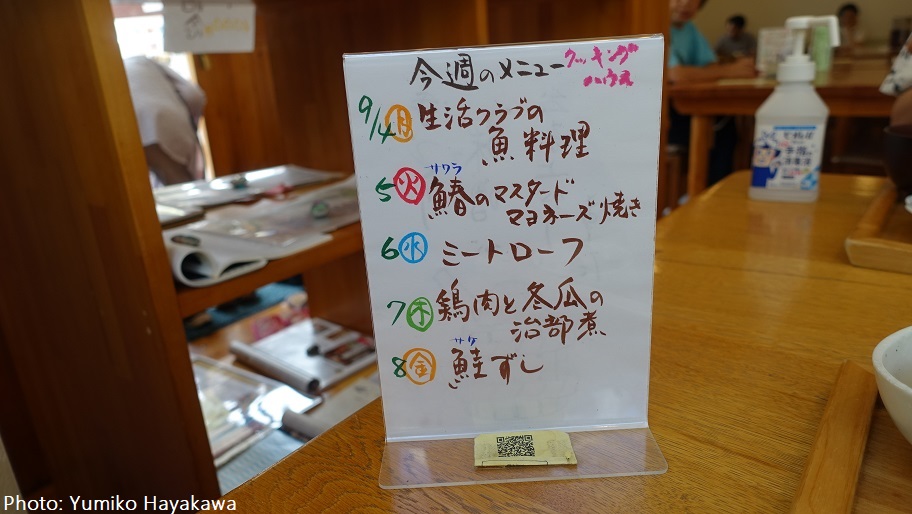 今週のメニュー クッキング
ハウス
9/4 月 生活クラブの
魚料理
サワラ
5 火 鰆のマスタード
マヨネーズ焼き
6 水 ミートローフ
7 木 鶏肉と冬瓜の
治部煮
サケ
8 金 鮭ずし
Photo: Yumiko Hayakawa